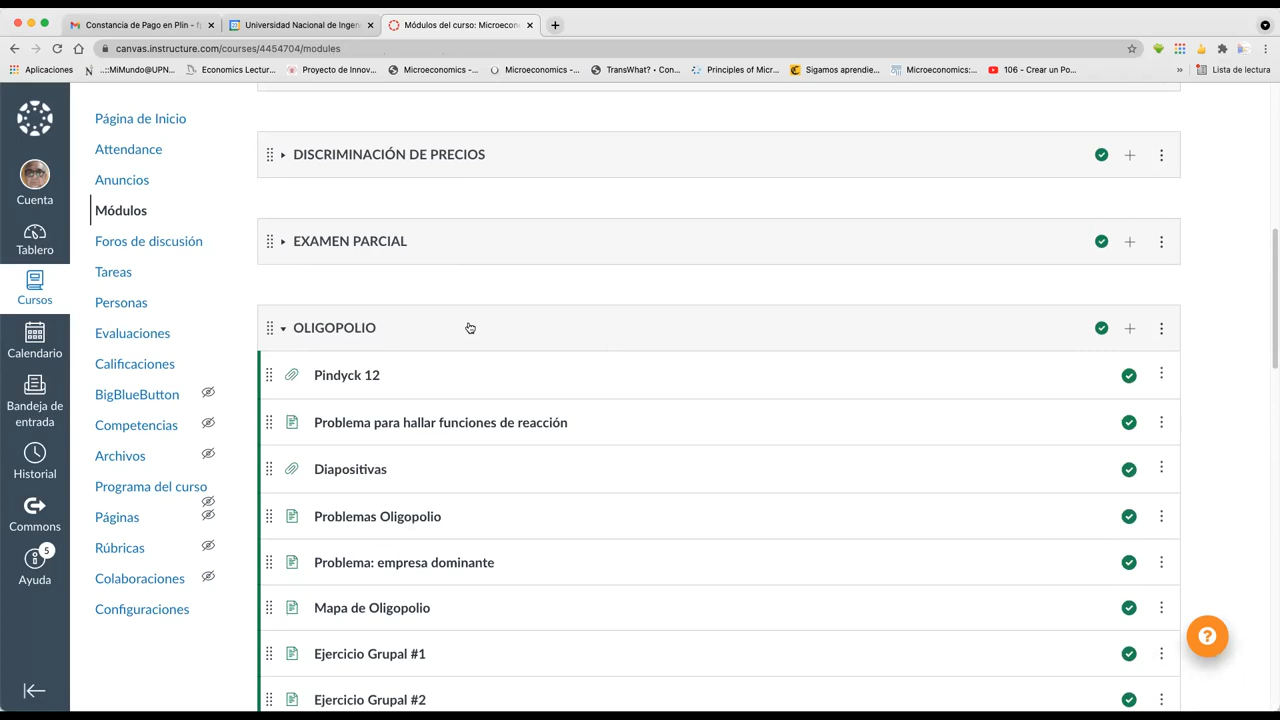 Constancia de Pago en Plin - f
Universidad Nacional de Ingen
Módulos del curso: Microecon
canvas.instructure.com/courses/4454704/modules
Aplicaciones
..::MiMundo@UPN...
Economics Lectur...
Proyecto de Innov...
Microeconomics -...
Microeconomics -...
TransWhat? • Con...
Principles of Micr...
Sigamos aprendie...
Microeconomics:...
106 - Crear un Po...
»
Lista de lectura
Cuenta
Tablero
Cursos
Calendario
Bandeja de
entrada
Historial
Commons
5
Ayuda
Página de Inicio
Attendance
Anuncios
Módulos
Foros de discusión
Tareas
Personas
Evaluaciones
Calificaciones
BigBlueButton
Competencias
Archivos
Programa del curso
Páginas
Rúbricas
Colaboraciones
Configuraciones
DISCRIMINACIÓN DE PRECIOS
EXAMEN PARCIAL
OLIGOPOLIO
Pindyck 12
Problema para hallar funciones de reacción
Diapositivas
Problemas Oligopolio
Problema: empresa dominante
Mapa de Oligopolio
Ejercicio Grupal #1
Ejercicio Grupal #2